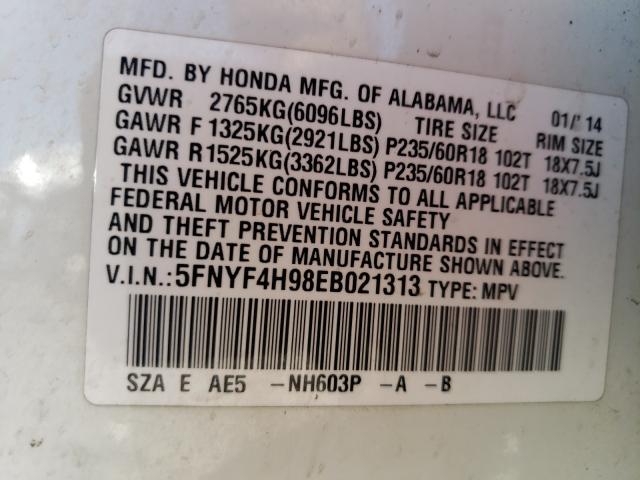 MFD. BY HONDA MFG. OF ALABAMA, LLC 01/'14
GVWR 2765KG(6096LBS) TIRE SIZE RIM SIZE
GAWR F 1325KG(2921LBS) P235/60R18 102T 18X7.5J
GAWR R 1525KG(3362LBS) P235/60R18 102T 18X7.5J
THIS VEHICLE CONFORMS TO ALL APPLICABLE
FEDERAL MOTOR VEHICLE SAFETY
AND THEFT PREVENTION STANDARDS IN EFFECT
ON THE DATE OF MANUFACTURE SHOWN ABOVE.
V.I.N.: 5FNYF4H98EB021313 TYPE: MPV
SZA E AE5 -NH603P -A -B